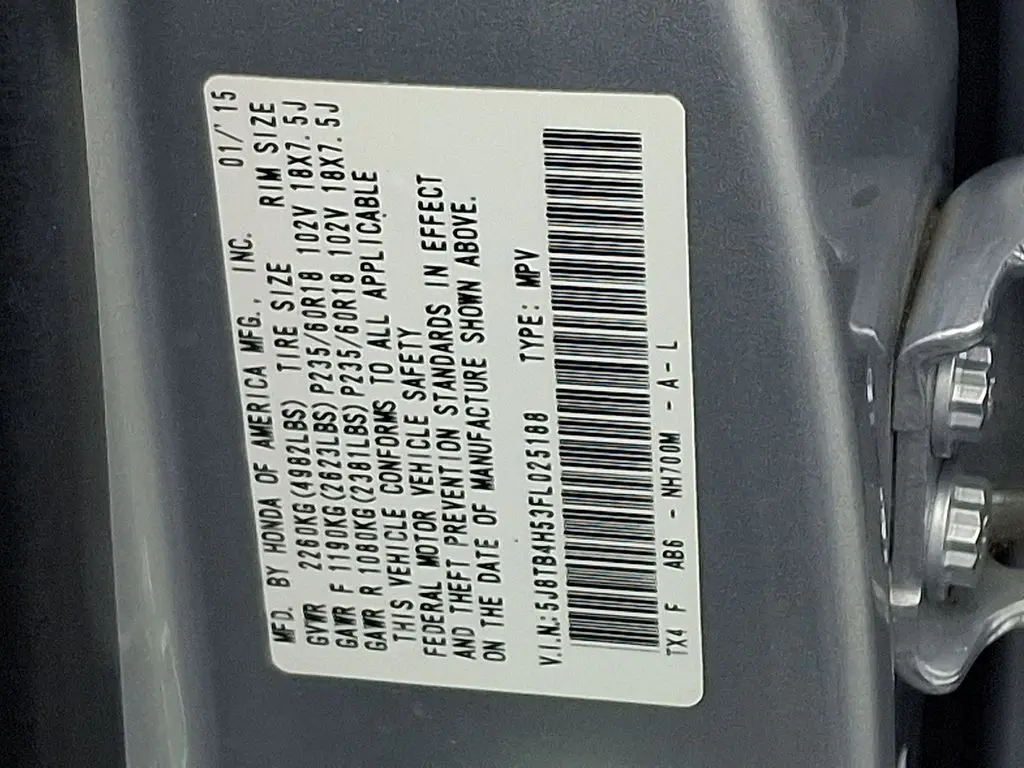 MFD. BY HONDA OF AMERICA MFG., INC. 01/'15
GVWR 2260KG(4982LBS) TIRE SIZE RIM SIZE
GAWR F 1190KG(2623LBS) P235/60R18 102V 18X7.5J
GAWR R 1080KG(2381LBS) P235/60R18 102V 18X7.5J
THIS VEHICLE CONFORMS TO ALL APPLICABLE
FEDERAL MOTOR VEHICLE SAFETY
AND THEFT PREVENTION STANDARDS IN EFFECT
ON THE DATE OF MANUFACTURE SHOWN ABOVE.
V.I.N:5J8TB4H53FL025188 TYPE: MPV
TX4 F AB6 - NH700M - A - L